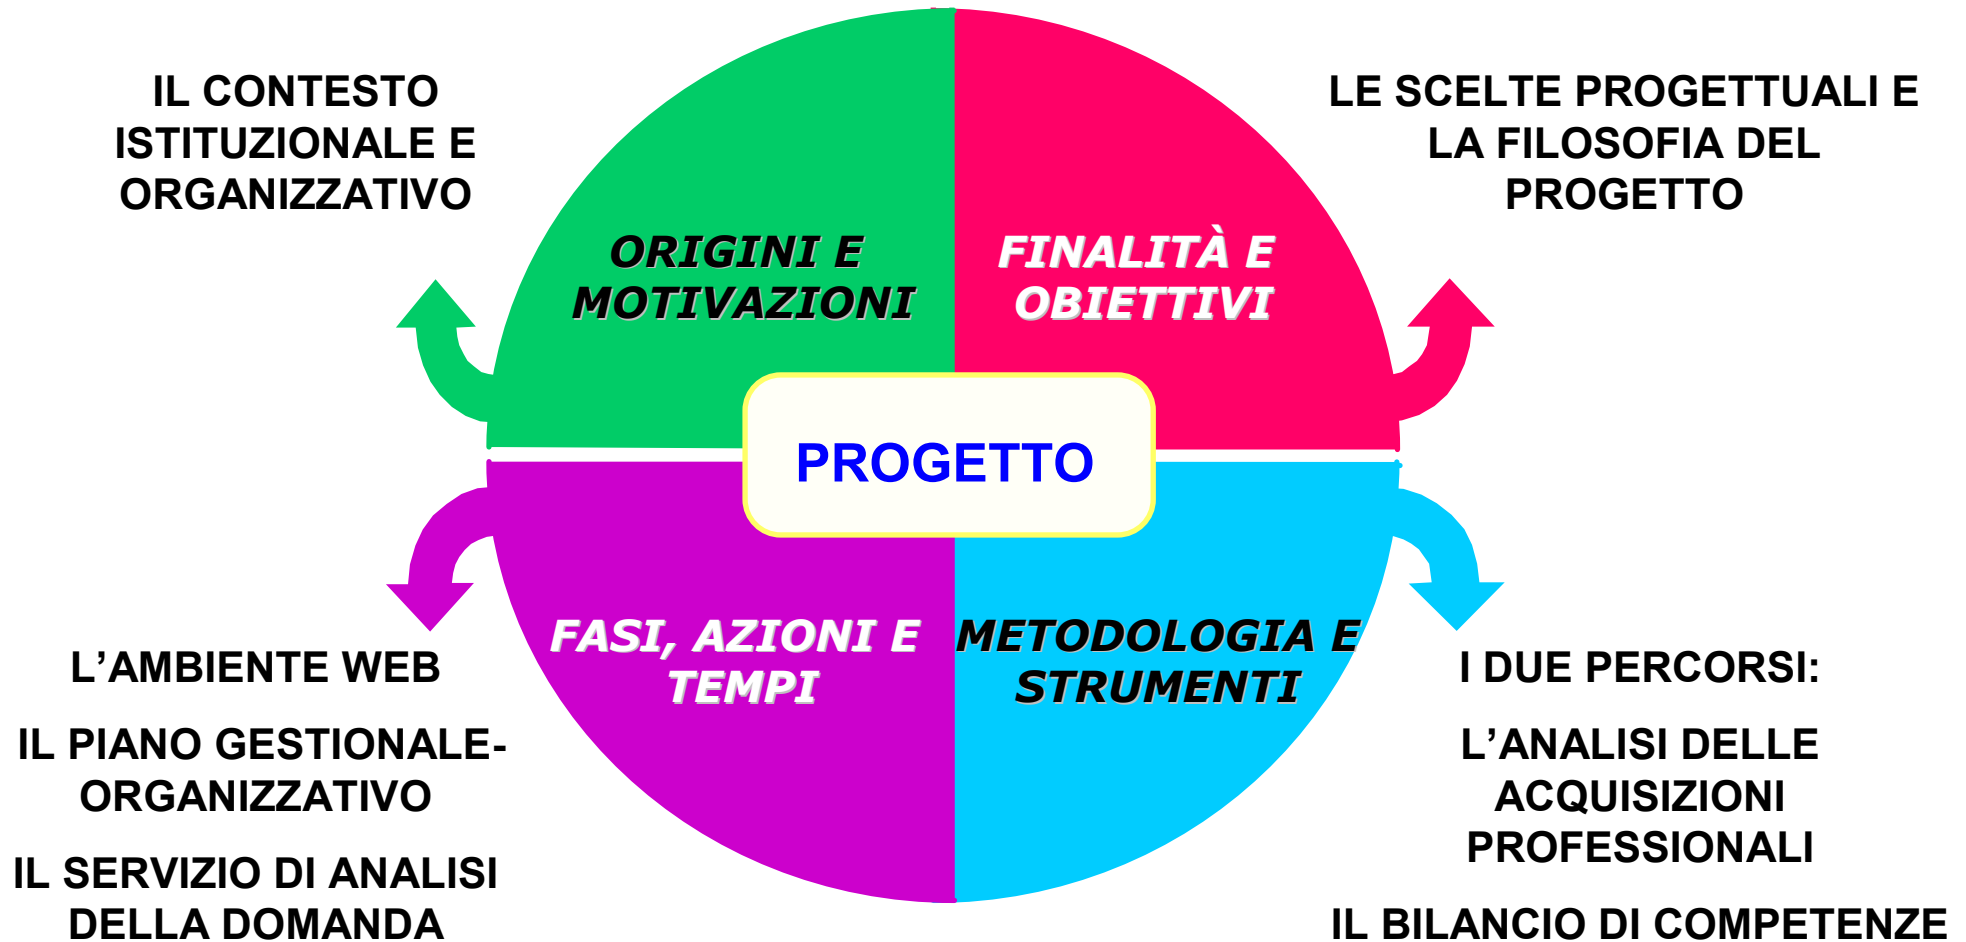 IL CONTESTO
ISTITUZIONALE E
ORGANIZZATIVO
LE SCELTE PROGETTUALI E
LA FILOSOFIA DEL
PROGETTO
ORIGINI E
MOTIVAZIONI
FINALITÀ E
OBIETTIVI
PROGETTO
FASI, AZIONI E
TEMPI
METODOLOGIA E
STRUMENTI
L’AMBIENTE WEB
IL PIANO GESTIONALE-
ORGANIZZATIVO
IL SERVIZIO DI ANALISI
DELLA DOMANDA
I DUE PERCORSI:
L’ANALISI DELLE
ACQUISIZIONI
PROFESSIONALI
IL BILANCIO DI COMPETENZE